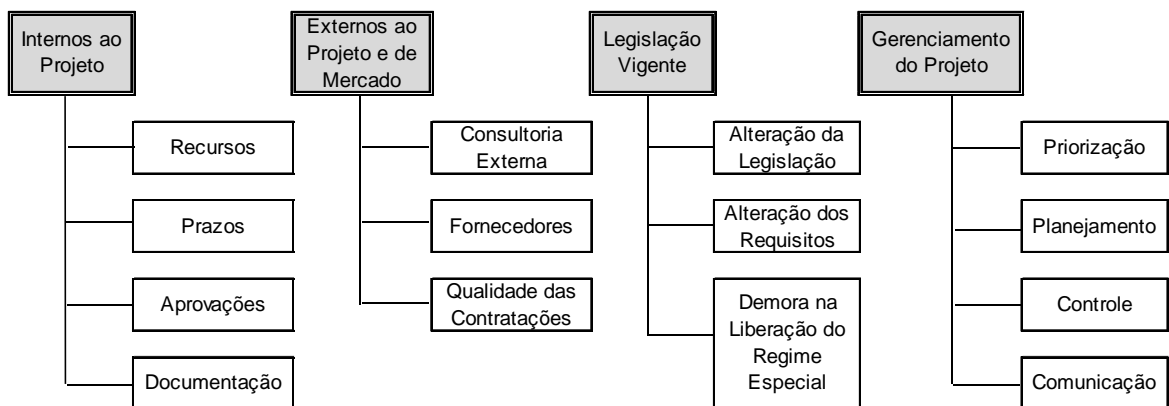 Internos ao
Projeto
Recursos
Prazos
Aprovações
Documentação
Externos ao
Projeto e de
Mercado
Consultoria
Externa
Fornecedores
Qualidade das
Contratações
Legislação
Vigente
Alteração da
Legislação
Alteração dos
Requisitos
Demora na
Liberação do
Regime
Especial
Gerenciamento
do Projeto
Priorização
Planejamento
Controle
Comunicação